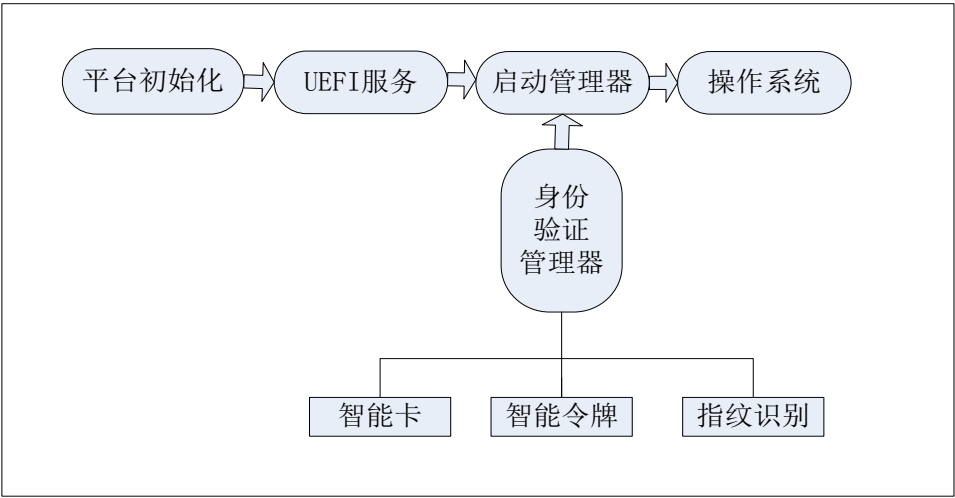 平台初始化
UEFI服务
启动管理器
操作系统
身份
验证
管理器
智能卡
智能令牌
指纹识别